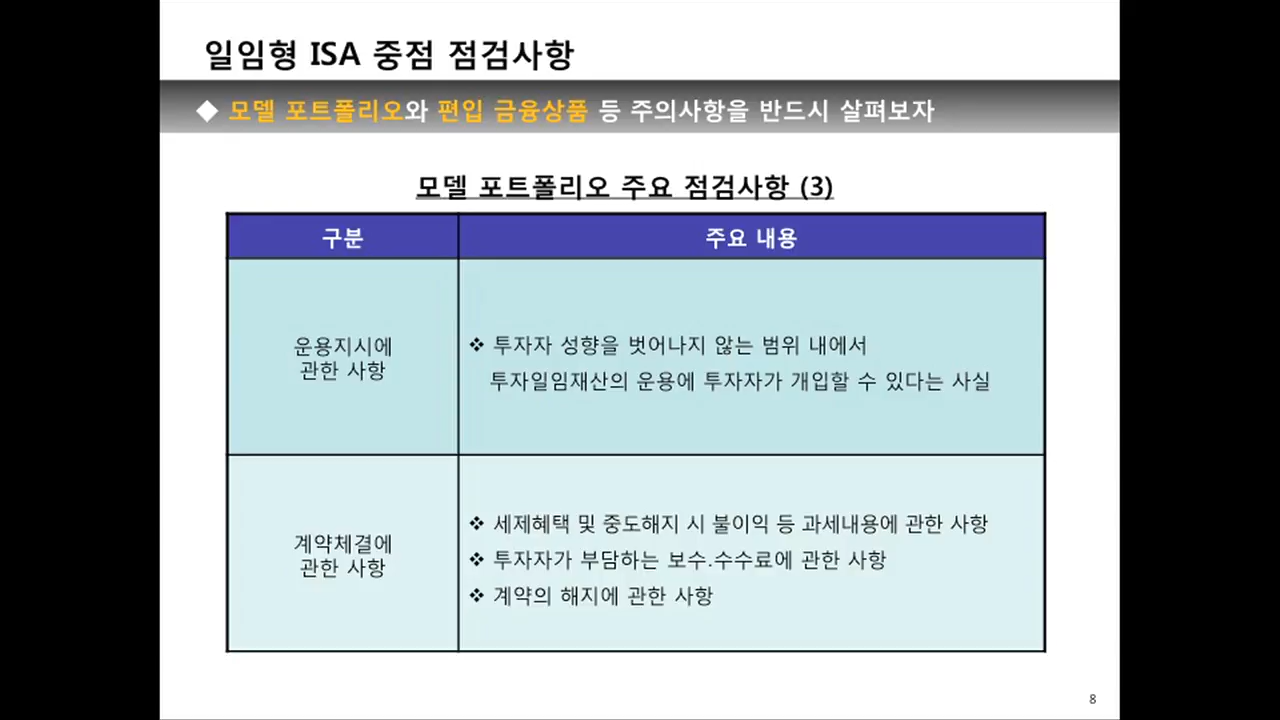 일임형 ISA 중점 점검사항
◆ 모델 포트폴리오와 편입 금융상품 등 주의사항을 반드시 살펴보자
모델 포트폴리오 주요 점검사항 (3)
구분
주요 내용
운용지시에
관한 사항
❖ 투자자 성향을 벗어나지 않는 범위 내에서
투자일임재산의 운용에 투자자가 개입할 수 있다는 사실
계약체결에
관한 사항
❖ 세제혜택 및 중도해지 시 불이익 등 과세내용에 관한 사항
❖ 투자자가 부담하는 보수.수수료에 관한 사항
❖ 계약의 해지에 관한 사항
8